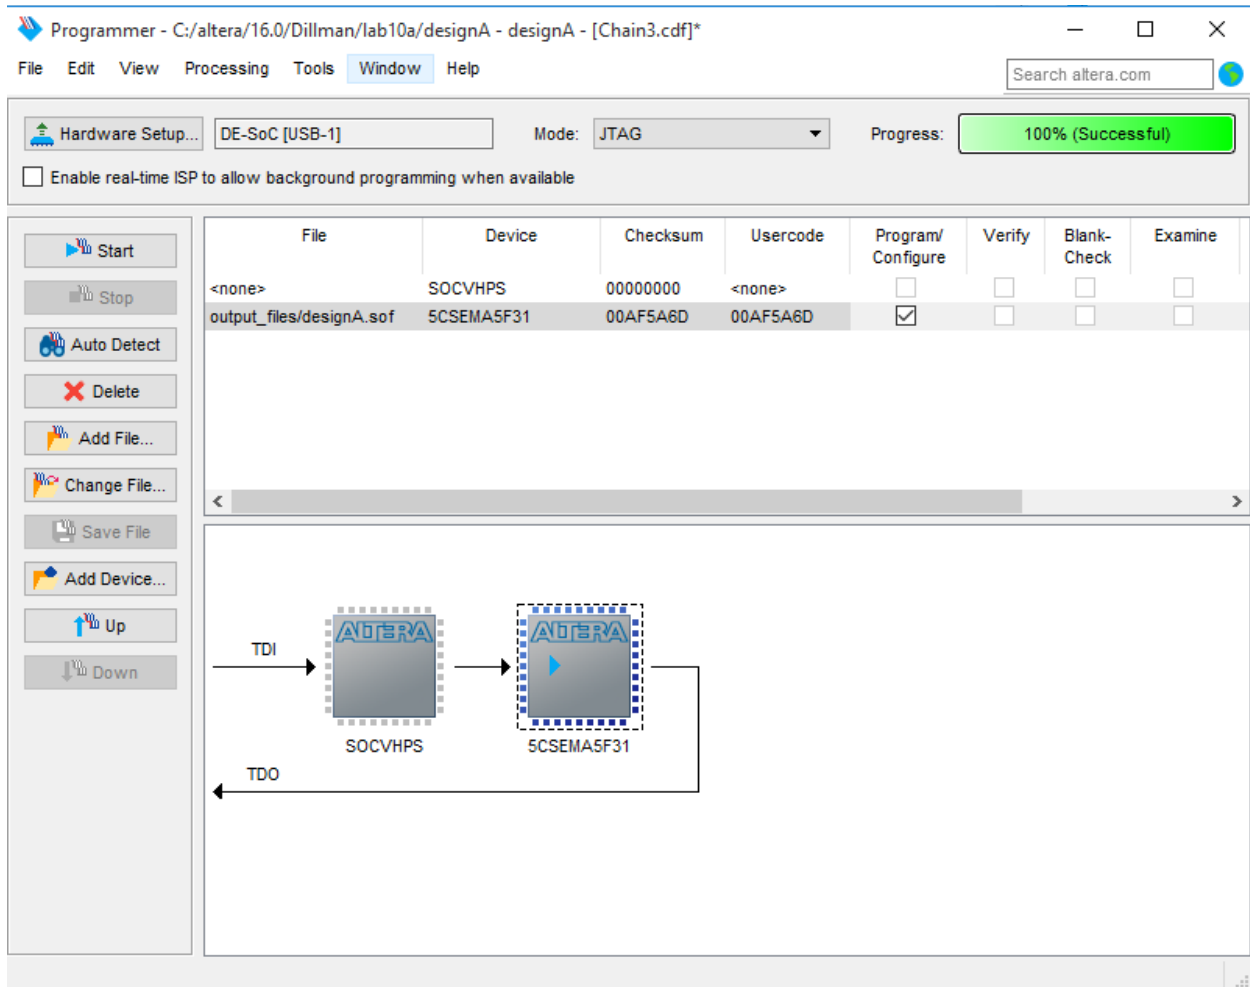 Programmer - C:/altera/16.0/Dillman/lab10a/designA - designA - [Chain3.cdf]*
File Edit View Processing Tools Window Help
Search altera.com
Hardware Setup... DE-SoC [USB-1] Mode: JTAG Progress: 100% (Successful)
Enable real-time ISP to allow background programming when available
Start
Stop
Auto Detect
Delete
Add File...
Change File...
Save File
Add Device...
Up
Down
File Device Checksum Usercode Program/ Configure Verify Blank- Check Examine
<none> SOCVHPS 00000000 <none>
output_files/designA.sof 5CSEMA5F31 00AF5A6D 00AF5A6D
TDI
ALTERA
ALTERA
SOCVHPS
5CSEMA5F31
TDO